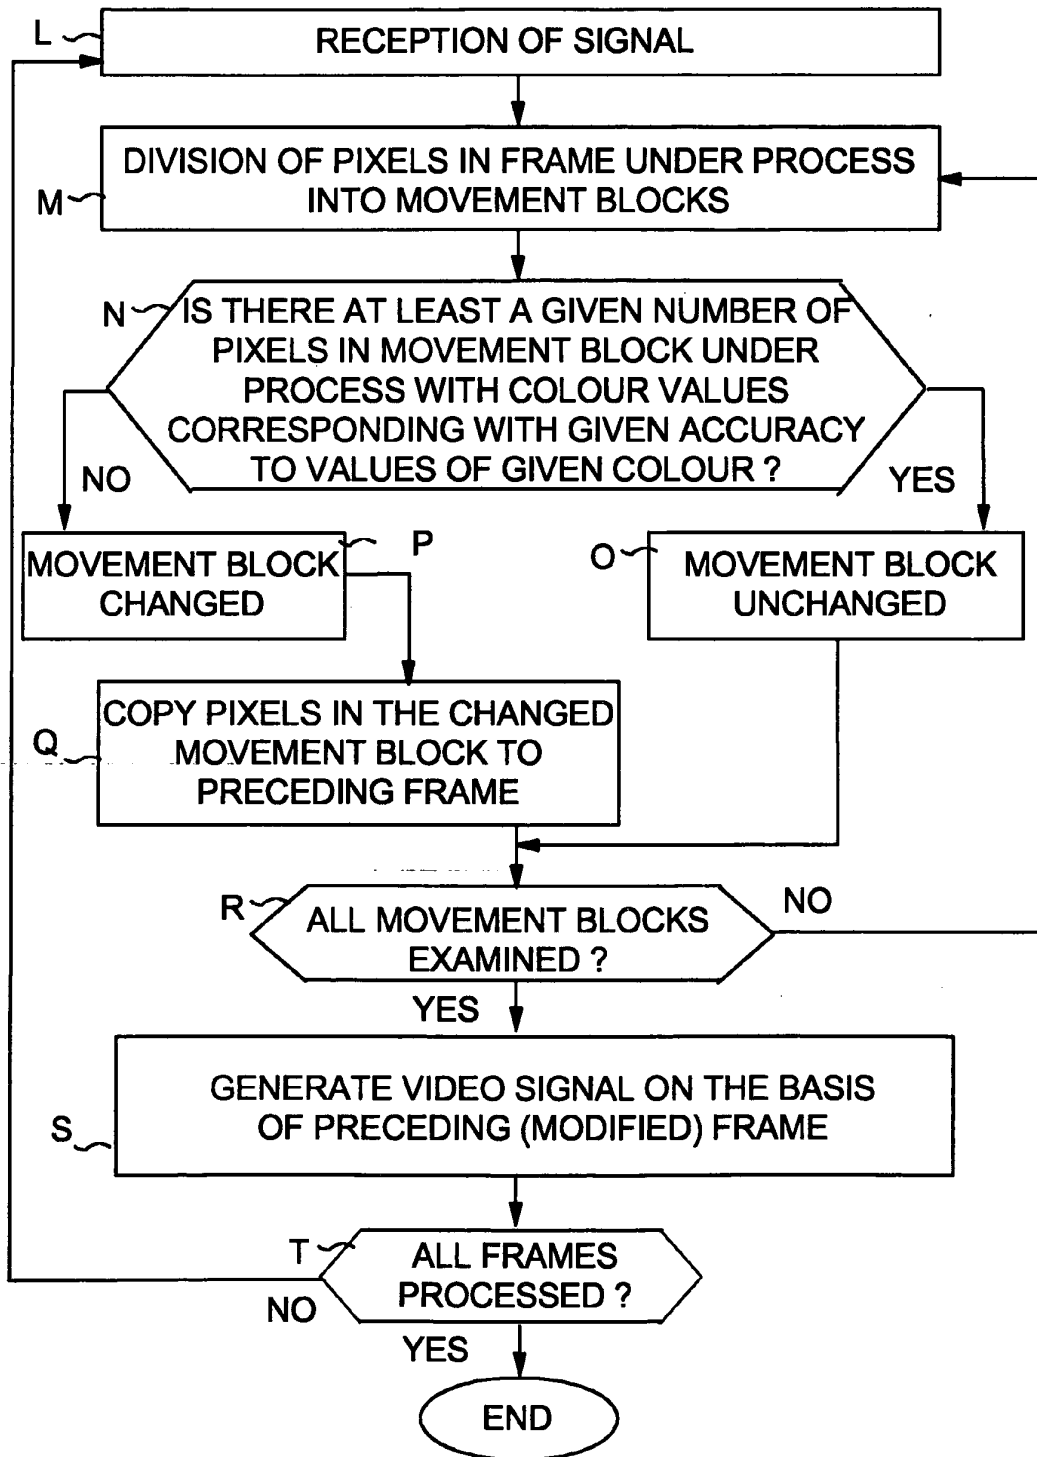 L
RECEPTION OF SIGNAL
DIVISION OF PIXELS IN FRAME UNDER PROCESS
INTO MOVEMENT BLOCKS
M
N
IS THERE AT LEAST A GIVEN NUMBER OF
PIXELS IN MOVEMENT BLOCK UNDER
PROCESS WITH COLOUR VALUES
CORRESPONDING WITH GIVEN ACCURACY
TO VALUES OF GIVEN COLOUR ?
NO
YES
P
MOVEMENT BLOCK
CHANGED
O
MOVEMENT BLOCK
UNCHANGED
Q
COPY PIXELS IN THE CHANGED
MOVEMENT BLOCK TO
PRECEDING FRAME
R
ALL MOVEMENT BLOCKS
EXAMINED ?
NO
YES
S
GENERATE VIDEO SIGNAL ON THE BASIS
OF PRECEDING (MODIFIED) FRAME
T
ALL FRAMES
PROCESSED ?
NO
YES
END